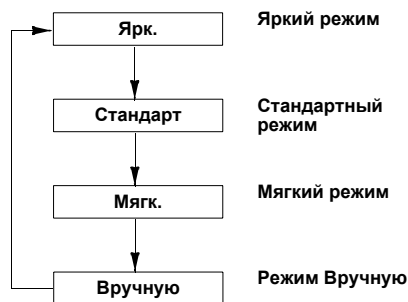 Ярк.
Яркий режим
Стандарт
Стандартный
режим
Мягк.
Мягкий режим
Вручную
Режим Вручную